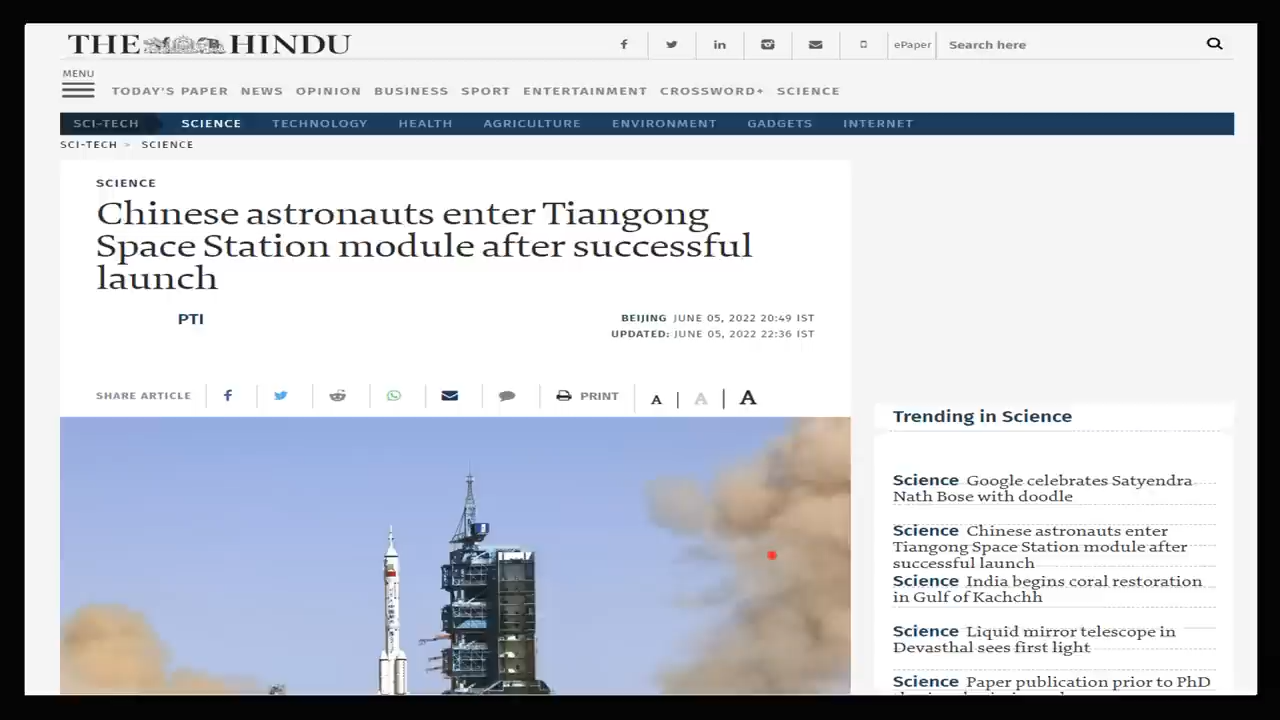 THE HINDU
ePaper
Search here
MENU
TODAY'S PAPER NEWS OPINION BUSINESS SPORT ENTERTAINMENT CROSSWORD+ SCIENCE
SCI-TECH SCIENCE TECHNOLOGY HEALTH AGRICULTURE ENVIRONMENT GADGETS INTERNET
SCI-TECH > SCIENCE
SCIENCE
Chinese astronauts enter Tiangong
Space Station module after successful
launch
PTI
BEIJING JUNE 05, 2022 20:49 IST
UPDATED: JUNE 05, 2022 22:36 IST
SHARE ARTICLE
PRINT
A | A | A
Trending in Science
Science Google celebrates Satyendra
Nath Bose with doodle
Science Chinese astronauts enter
Tiangong Space Station module after
successful launch
Science India begins coral restoration
in Gulf of Kachchh
Science Liquid mirror telescope in
Devasthal sees first light
Science Paper publication prior to PhD